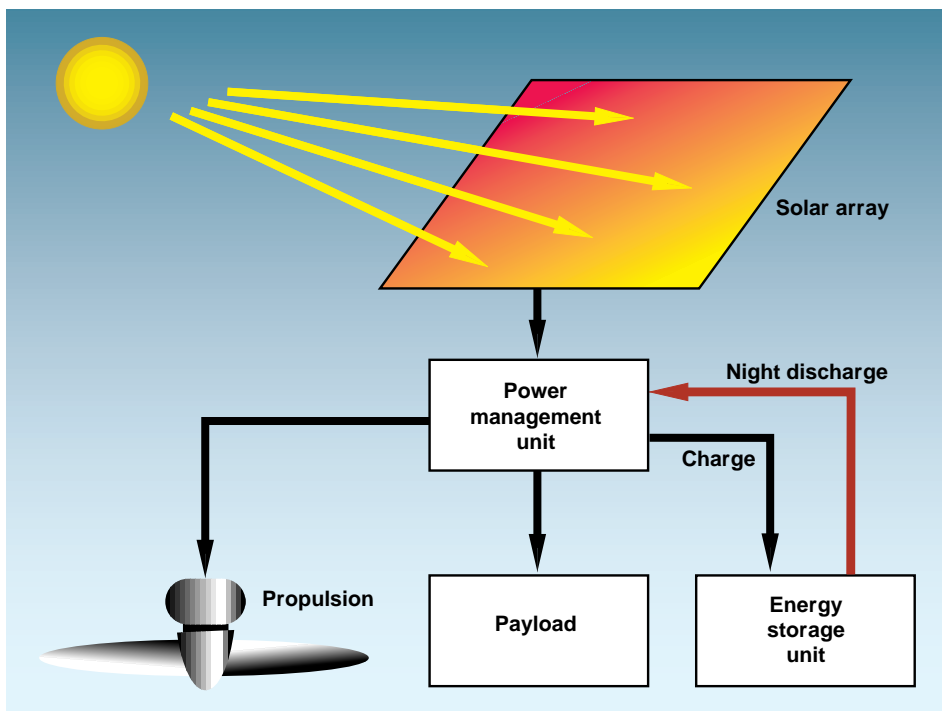 Solar array
Night discharge
Power
management
unit
Charge
Propulsion
Payload
Energy
storage
unit